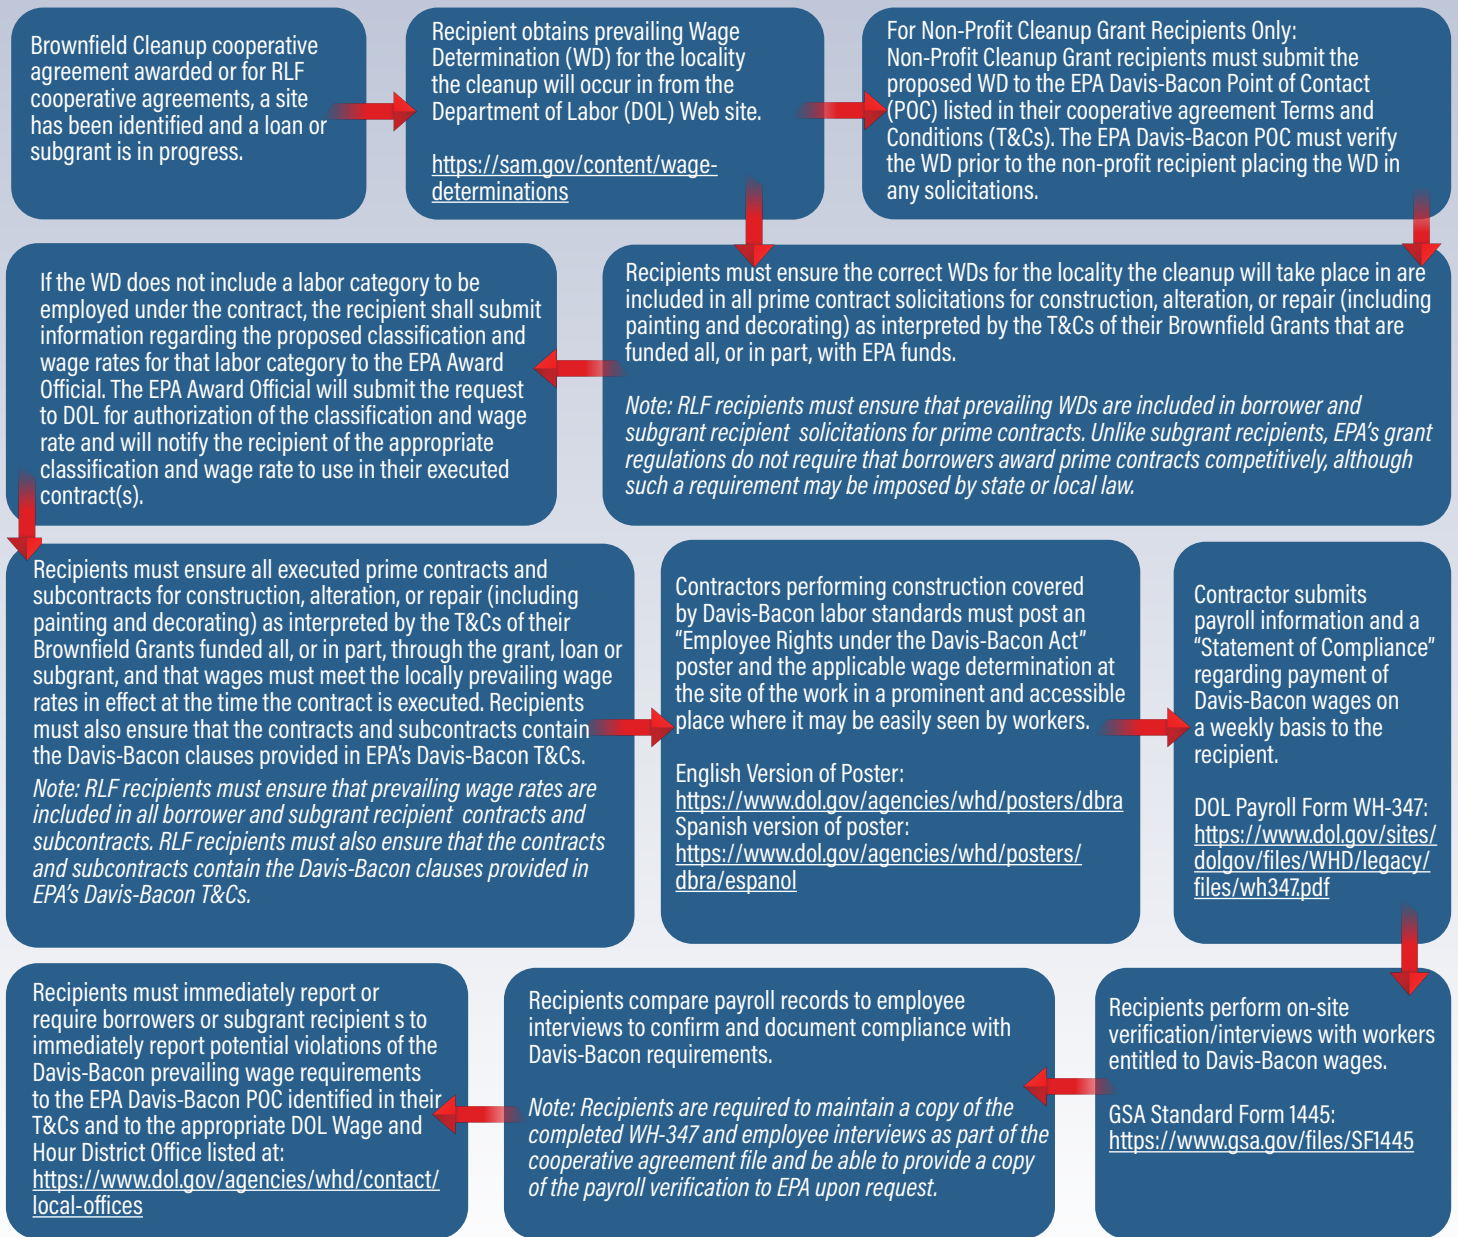 Brownfield Cleanup cooperative
agreement awarded or for RLF
cooperative agreements, a site
has been identified and a loan or
subgrant is in progress.
Recipient obtains prevailing Wage
Determination (WD) for the locality
the cleanup will occur in from the
Department of Labor (DOL) Web site.
https://sam.gov/content/wage-
determinations
For Non-Profit Cleanup Grant Recipients Only:
Non-Profit Cleanup Grant recipients must submit the
proposed WD to the EPA Davis-Bacon Point of Contact
(POC) listed in their cooperative agreement Terms and
Conditions (T&Cs). The EPA Davis-Bacon POC must verify
the WD prior to the non-profit recipient placing the WD in
any solicitations.
Recipients must ensure the correct WDs for the locality the cleanup will take place in are
included in all prime contract solicitations for construction, alteration, or repair (including
painting and decorating) as interpreted by the T&Cs of their Brownfield Grants that are
funded all, or in part, with EPA funds.
Note: RLF recipients must ensure that prevailing WDs are included in borrower and
subgrant recipient solicitations for prime contracts. Unlike subgrant recipients, EPA's grant
regulations do not require that borrowers award prime contracts competitively, although
such a requirement may be imposed by state or local law.
If the WD does not include a labor category to be
employed under the contract, the recipient shall submit
information regarding the proposed classification and
wage rates for that labor category to the EPA Award
Official. The EPA Award Official will submit the request
to DOL for authorization of the classification and wage
rate and will notify the recipient of the appropriate
classification and wage rate to use in their executed
contract(s).
Recipients must ensure all executed prime contracts and
subcontracts for construction, alteration, or repair (including
painting and decorating) as interpreted by the T&Cs of their
Brownfield Grants funded all, or in part, through the grant, loan or
subgrant, and that wages must meet the locally prevailing wage
rates in effect at the time the contract is executed. Recipients
must also ensure that the contracts and subcontracts contain
the Davis-Bacon clauses provided in EPA's Davis-Bacon T&Cs.
Note: RLF recipients must ensure that prevailing wage rates are
included in all borrower and subgrant recipient contracts and
subcontracts. RLF recipients must also ensure that the contracts
and subcontracts contain the Davis-Bacon clauses provided in
EPA's Davis-Bacon T&Cs.
Contractors performing construction covered
by Davis-Bacon labor standards must post an
"Employee Rights under the Davis-Bacon Act"
poster and the applicable wage determination at
the site of the work in a prominent and accessible
place where it may be easily seen by workers.
English Version of Poster:
https://www.dol.gov/agencies/whd/posters/dbra
Spanish version of poster:
https://www.dol.gov/agencies/whd/posters/
dbra/espanol
Contractor submits
payroll information and a
"Statement of Compliance"
regarding payment of
Davis-Bacon wages on
a weekly basis to the
recipient.
DOL Payroll Form WH-347:
https://www.dol.gov/sites/
dolgov/files/WHD/legacy/
files/wh347.pdf
Recipients perform on-site
verification/interviews with workers
entitled to Davis-Bacon wages.
GSA Standard Form 1445:
https://www.gsa.gov/files/SF1445
Recipients compare payroll records to employee
interviews to confirm and document compliance with
Davis-Bacon requirements.
Note: Recipients are required to maintain a copy of the
completed WH-347 and employee interviews as part of the
cooperative agreement file and be able to provide a copy
of the payroll verification to EPA upon request.
Recipients must immediately report or
require borrowers or subgrant recipient s to
immediately report potential violations of the
Davis-Bacon prevailing wage requirements
to the EPA Davis-Bacon POC identified in their
T&Cs and to the appropriate DOL Wage and
Hour District Office listed at:
https://www.dol.gov/agencies/whd/contact/
local-offices